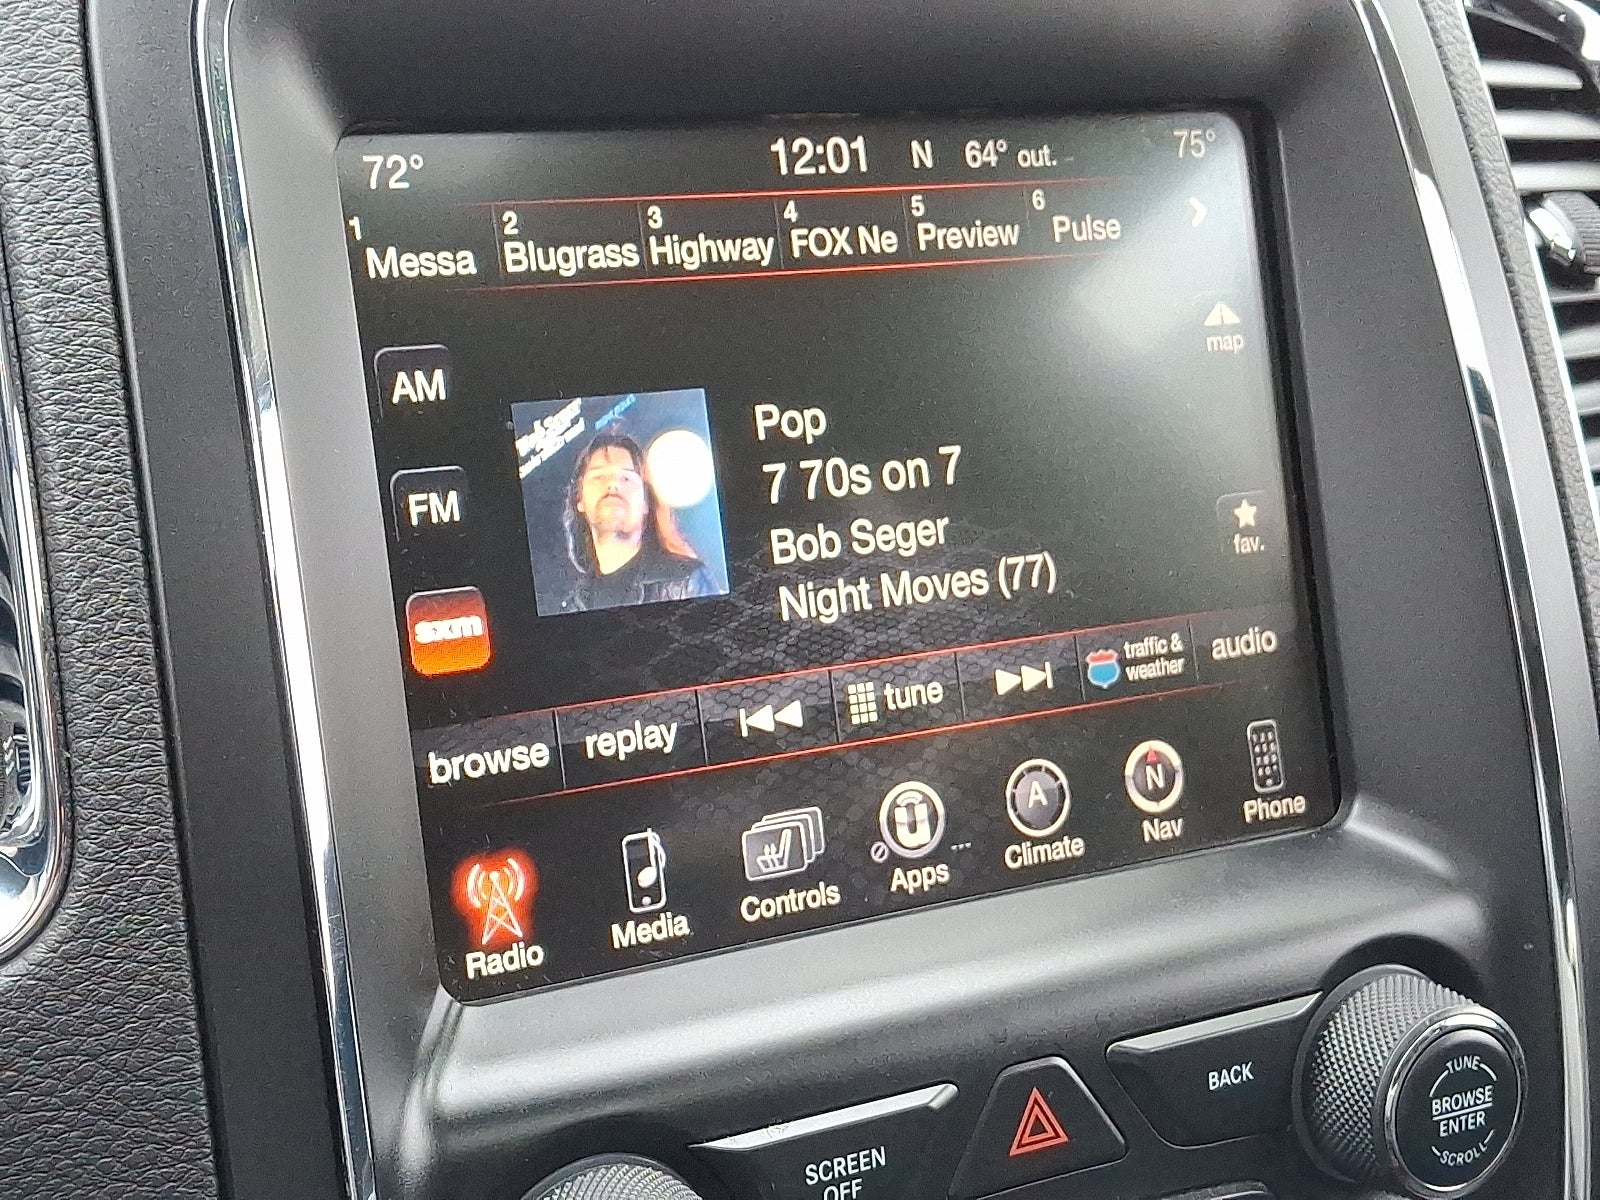 72° 12:01 N 64° out. 75°
1 Messa 2 Blugrass 3 Highway 4 FOX Ne 5 Preview 6 Pulse
map
AM
Pop
7 70s on 7
FM
Bob Seger
fav.
Night Moves (77)
sxm
browse replay tune traffic & weather audio
Radio Media Controls Apps A Climate N Nav Phone
SCREEN
OFF
BACK
TUNE
BROWSE
ENTER
SCROLL